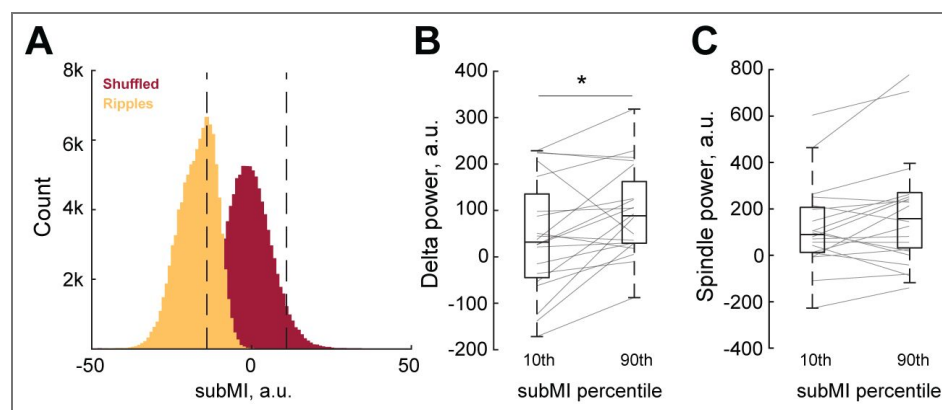 A
8k
6k
4k
2k
Count
Shuffled
Ripples
-50
0
50
subMI, a.u.
B
400
300
200
100
0
-100
-200
Delta power, a.u.
*
10th
90th
subMI percentile
C
800
600
400
200
0
-200
-400
Spindle power, a.u.
10th
90th
subMI percentile